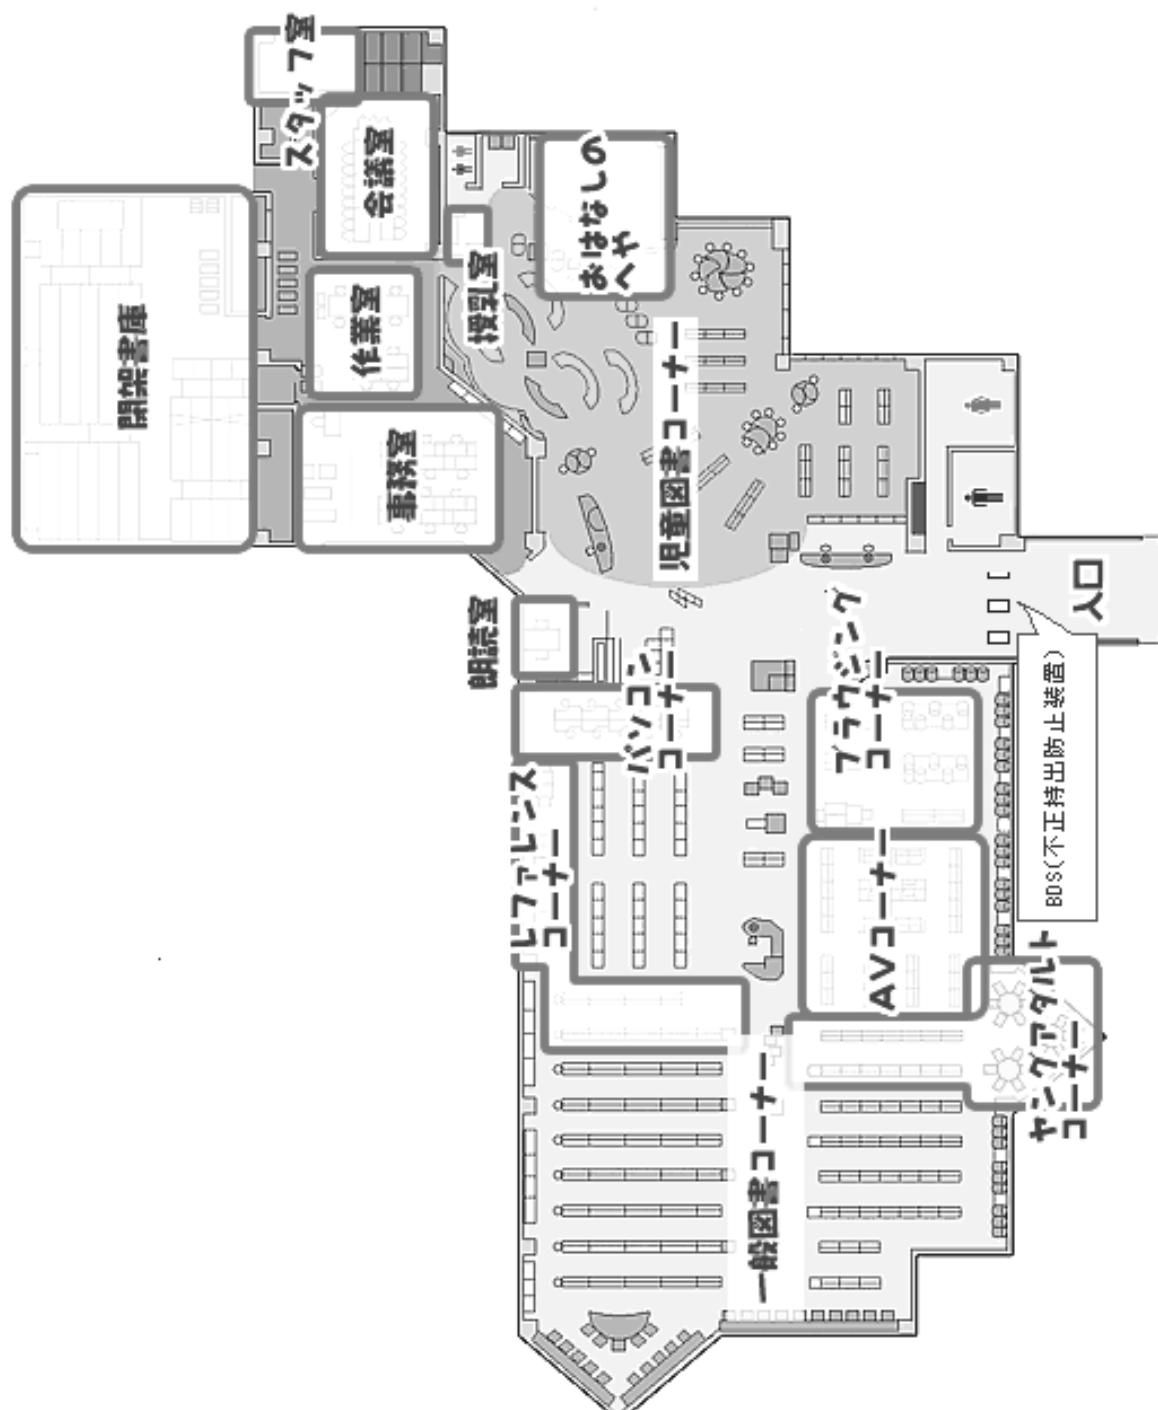 スタッフ室
会議室
おはなしの
へや
授乳室
作業室
開架書庫
事務室
児童図書コーナー
入口
朗読室
パソコン
コーナー
ブラウジング
コーナー
BDS(不正持出防止装置)
レファレンス
コーナー
AVコーナー
ヤングアダルト
コーナー
一般図書コーナー